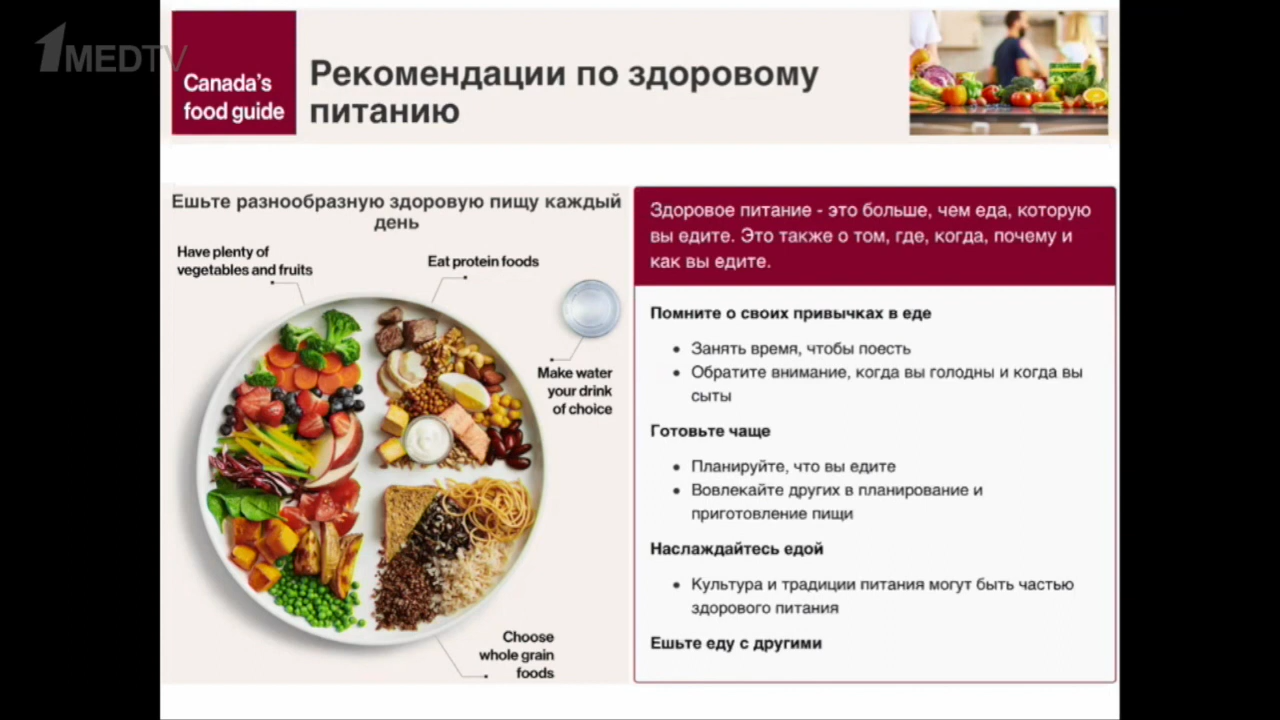 1MEDTV
Canada's
food guide
Рекомендации по здоровому
питанию
Ешьте разнообразную здоровую пищу каждый
день
Have plenty of
vegetables and fruits
Eat protein foods
Make water
your drink
of choice
Choose
whole grain
foods
Здоровое питание - это больше, чем еда, которую
вы едите. Это также о том, где, когда, почему и
как вы едите.
Помните о своих привычках в еде
Занять время, чтобы поесть
Обратите внимание, когда вы голодны и когда вы
сыты
Готовьте чаще
Планируйте, что вы едите
Вовлекайте других в планирование и
приготовление пищи
Наслаждайтесь едой
Культура и традиции питания могут быть частью
здорового питания
Ешьте еду с другими